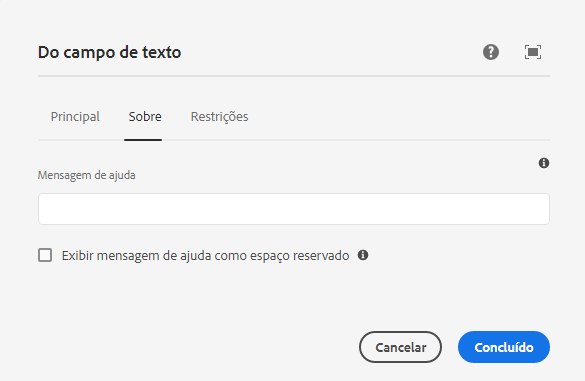 Do campo de texto
Principal Sobre Restrições
Mensagem de ajuda
Exibir mensagem de ajuda como espaço reservado
Cancelar Concluído